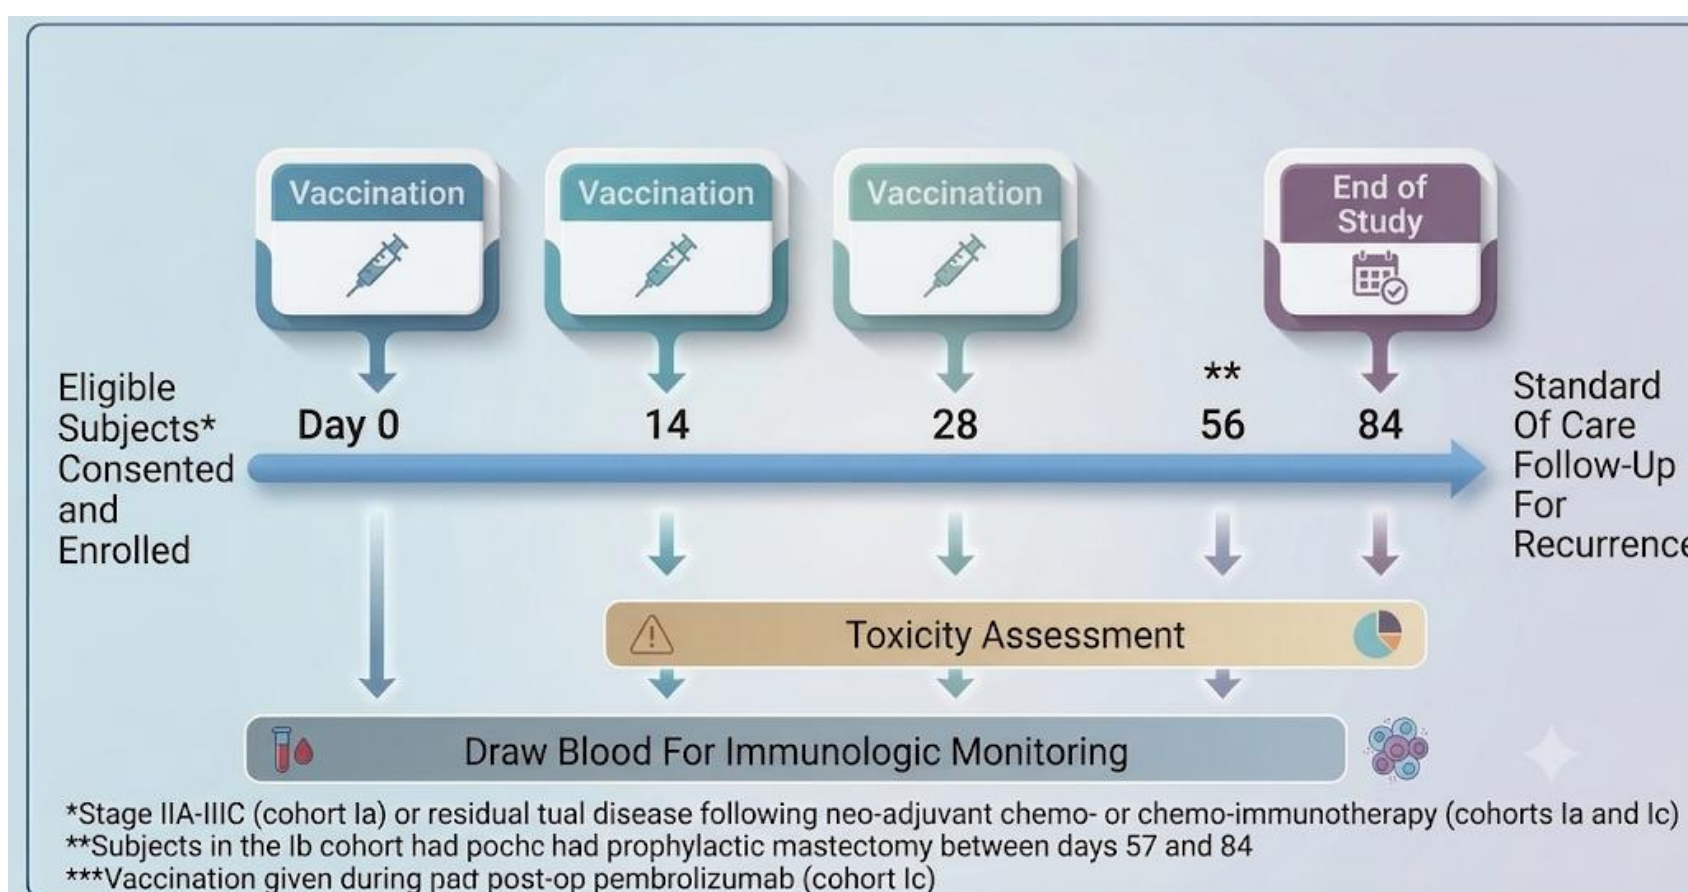 Vaccination
Vaccination
Vaccination
End of
Study
Eligible
Subjects*
Consented
and
Enrolled
Day 0
14
28
**
56
84
Standard
Of Care
Follow-Up
For
Recurrence
Toxicity Assessment
Draw Blood For Immunologic Monitoring
*Stage IIA-IIIC (cohort Ia) or residual tual disease following neo-adjuvant chemo- or chemo-immunotherapy (cohorts Ia and Ic)
**Subjects in the Ib cohort had pochc had prophylactic mastectomy between days 57 and 84
***Vaccination given during pact post-op pembrolizumab (cohort Ic)